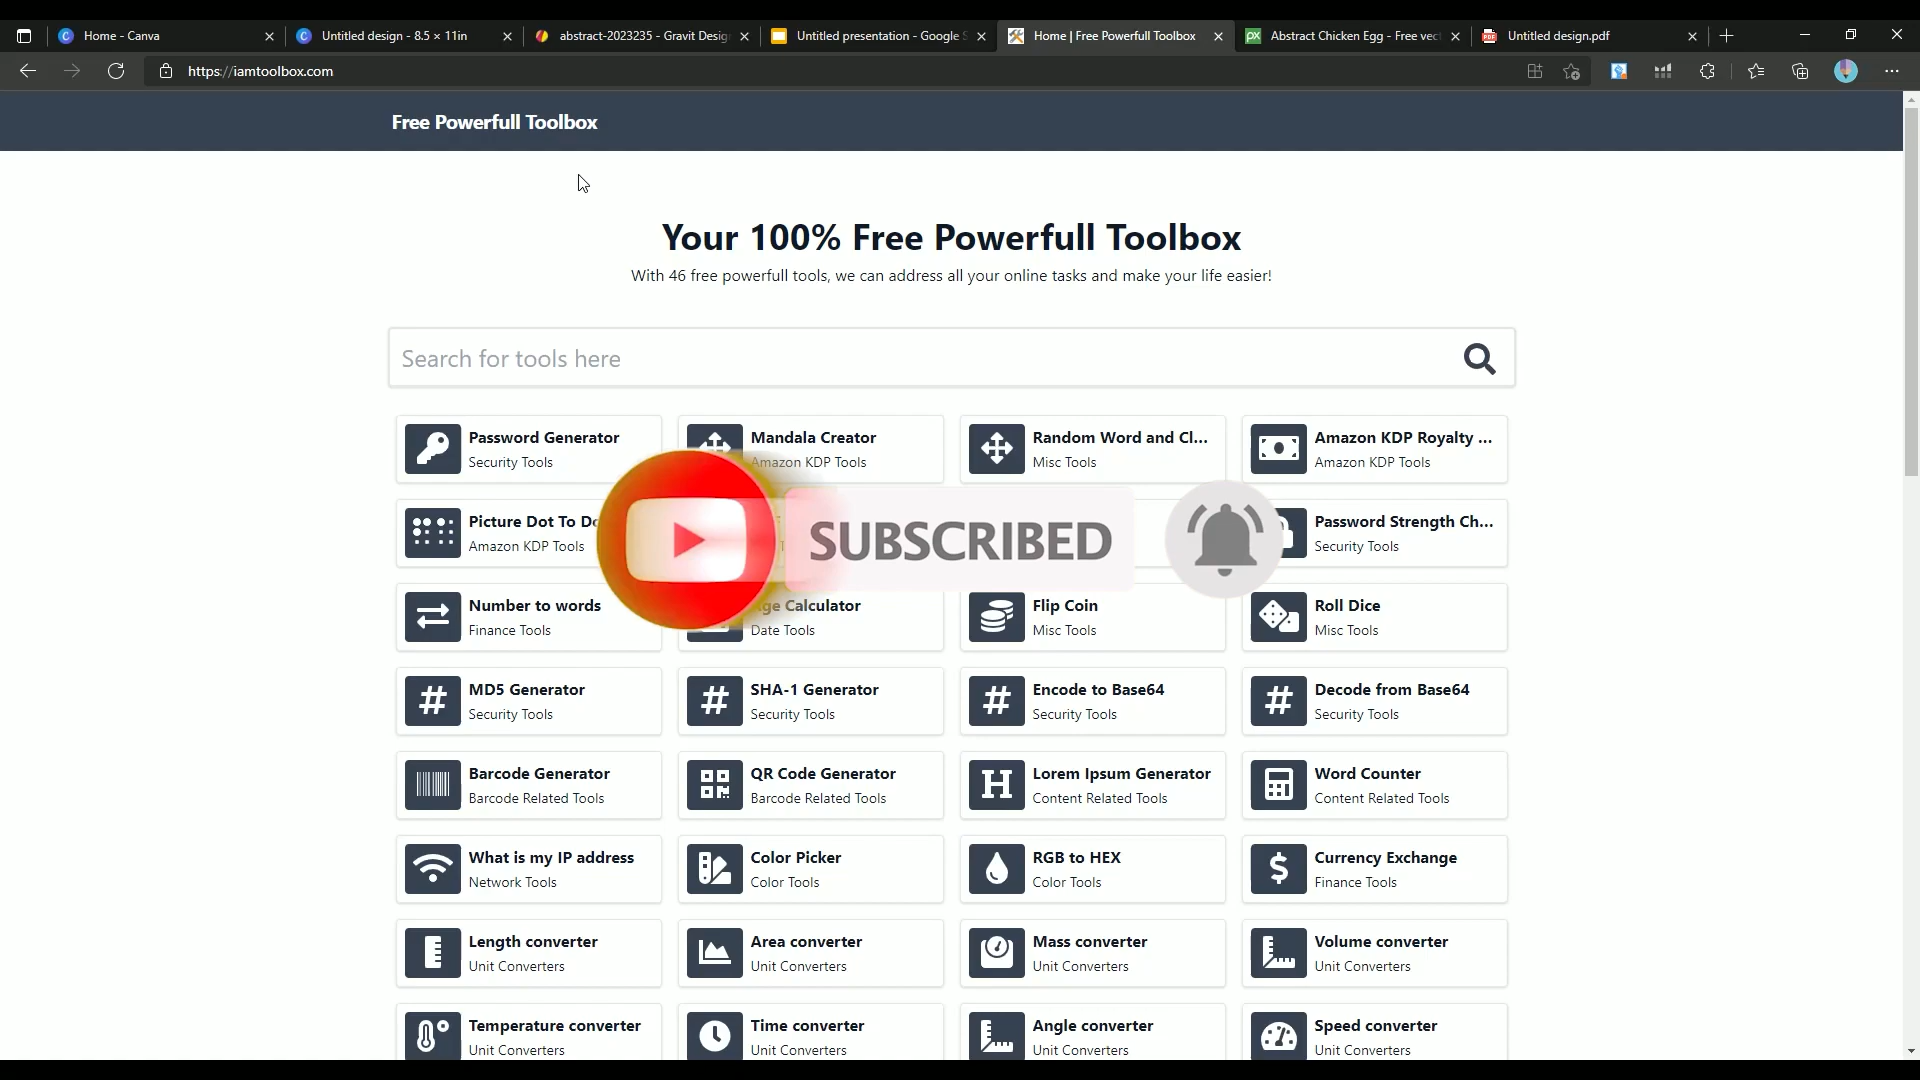 Home - Canva
Untitled design - 8.5 × 11in
abstract-2023235 - Gravit Desig
Untitled presentation - Google S
Home | Free Powerfull Toolbox
Abstract Chicken Egg - Free vec
Untitled design.pdf
https://iamtoolbox.com
Free Powerfull Toolbox
Your 100% Free Powerfull Toolbox
With 46 free powerfull tools, we can address all your online tasks and make your life easier!
Search for tools here
Password Generator
Security Tools
Mandala Creator
Amazon KDP Tools
Random Word and Cl...
Misc Tools
Amazon KDP Royalty ...
Amazon KDP Tools
Picture Dot To
Amazon KDP Tools
SUBSCRIBED
Password Strength Ch...
Security Tools
Number to words
Finance Tools
Age Calculator
Date Tools
Flip Coin
Misc Tools
Roll Dice
Misc Tools
MD5 Generator
Security Tools
SHA-1 Generator
Security Tools
Encode to Base64
Security Tools
Decode from Base64
Security Tools
Barcode Generator
Barcode Related Tools
QR Code Generator
Barcode Related Tools
Lorem Ipsum Generator
Content Related Tools
Word Counter
Content Related Tools
What is my IP address
Network Tools
Color Picker
Color Tools
RGB to HEX
Color Tools
Currency Exchange
Finance Tools
Length converter
Unit Converters
Area converter
Unit Converters
Mass converter
Unit Converters
Volume converter
Unit Converters
Temperature converter
Unit Converters
Time converter
Unit Converters
Angle converter
Unit Converters
Speed converter
Unit Converters